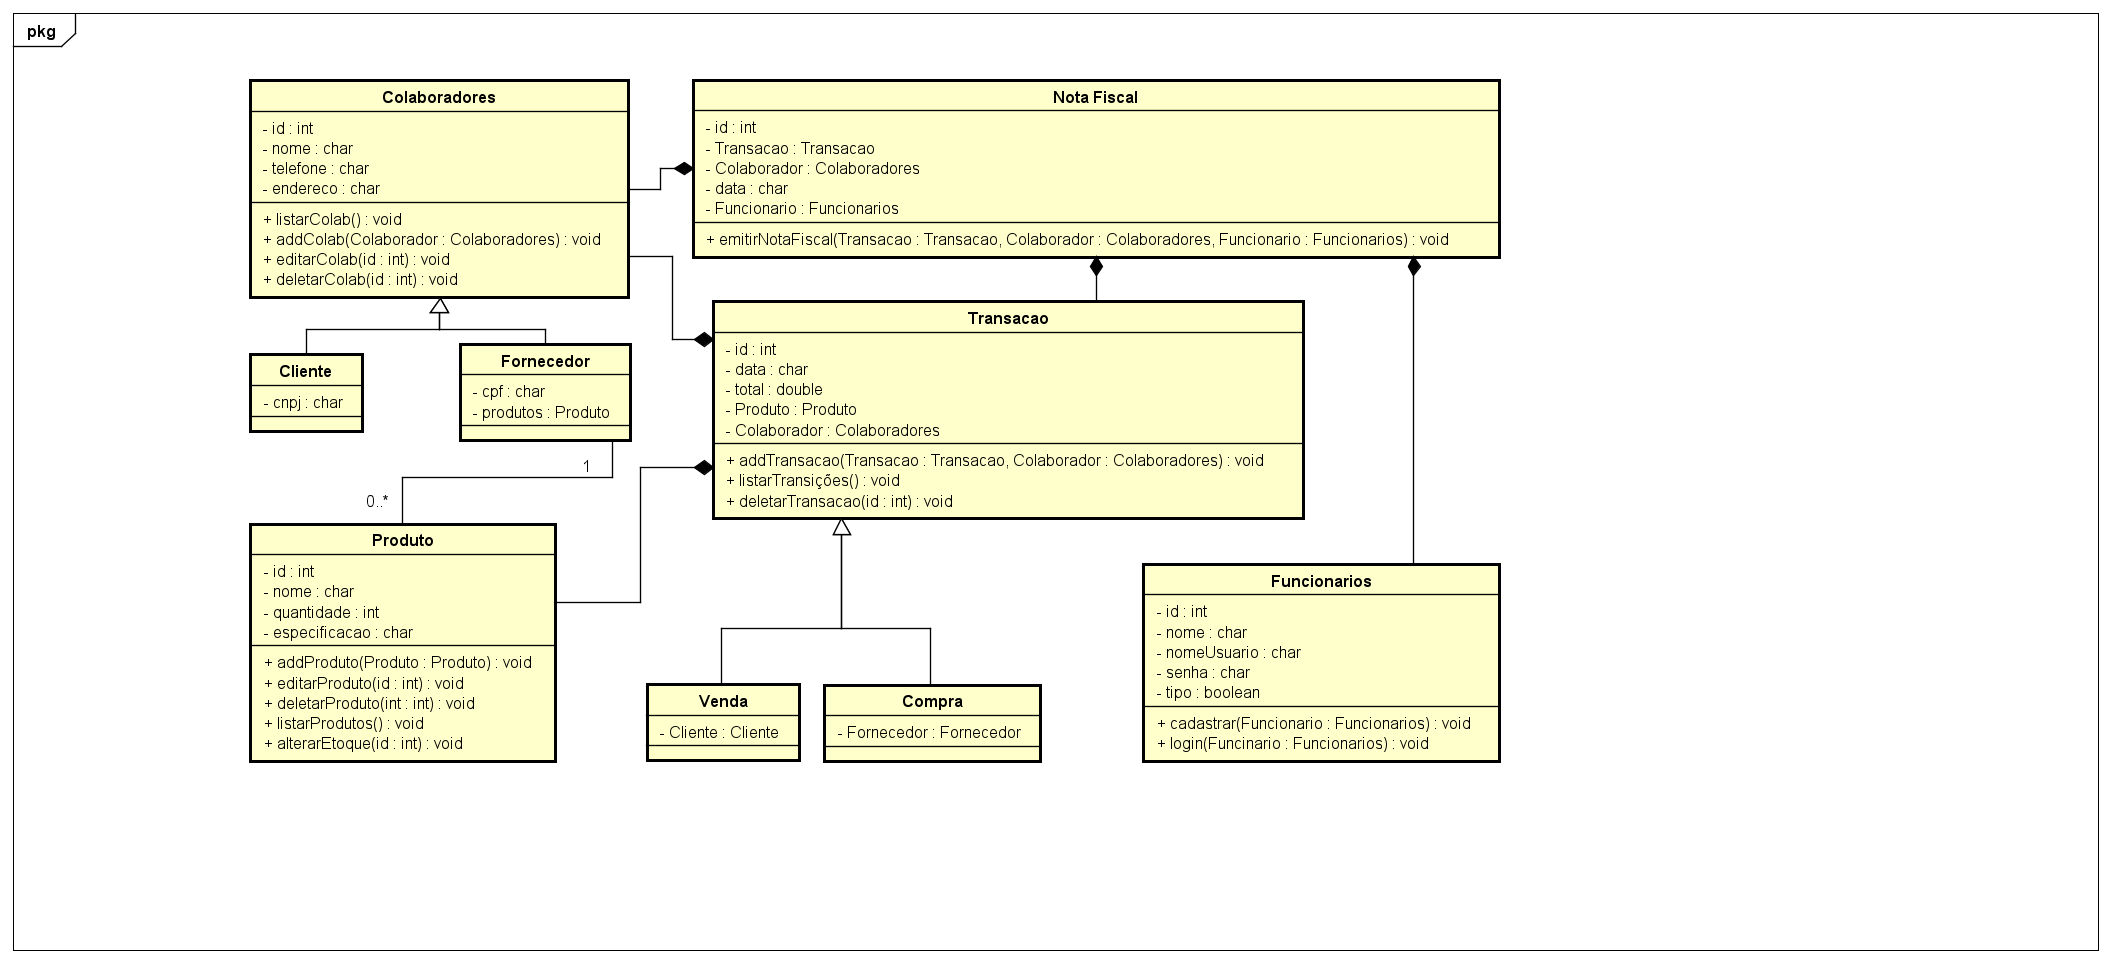 pkg
Colaboradores
- id : int
- nome : char
- telefone : char
- endereco : char
+ listarColab() : void
+ addColab(Colaborador : Colaboradores) : void
+ editarColab(id : int) : void
+ deletarColab(id : int) : void
Nota Fiscal
- id : int
- Transacao : Transacao
- Colaborador : Colaboradores
- data : char
- Funcionario : Funcionarios
+ emitirNotaFiscal(Transacao : Transacao, Colaborador : Colaboradores, Funcionario : Funcionarios) : void
Cliente
- cnpj : char
Fornecedor
- cpf : char
- produtos : Produto
Transacao
- id : int
- data : char
- total : double
- Produto : Produto
- Colaborador : Colaboradores
+ addTransacao(Transacao : Transacao, Colaborador : Colaboradores) : void
+ listarTransições() : void
+ deletarTransacao(id : int) : void
1
0..*
Produto
- id : int
- nome : char
- quantidade : int
- especificacao : char
+ addProduto(Produto : Produto) : void
+ editarProduto(id : int) : void
+ deletarProduto(int : int) : void
+ listarProdutos() : void
+ alterarEtoque(id : int) : void
Venda
- Cliente : Cliente
Compra
- Fornecedor : Fornecedor
Funcionarios
- id : int
- nome : char
- nomeUsuario : char
- senha : char
- tipo : boolean
+ cadastrar(Funcionario : Funcionarios) : void
+ login(Funcinario : Funcionarios) : void